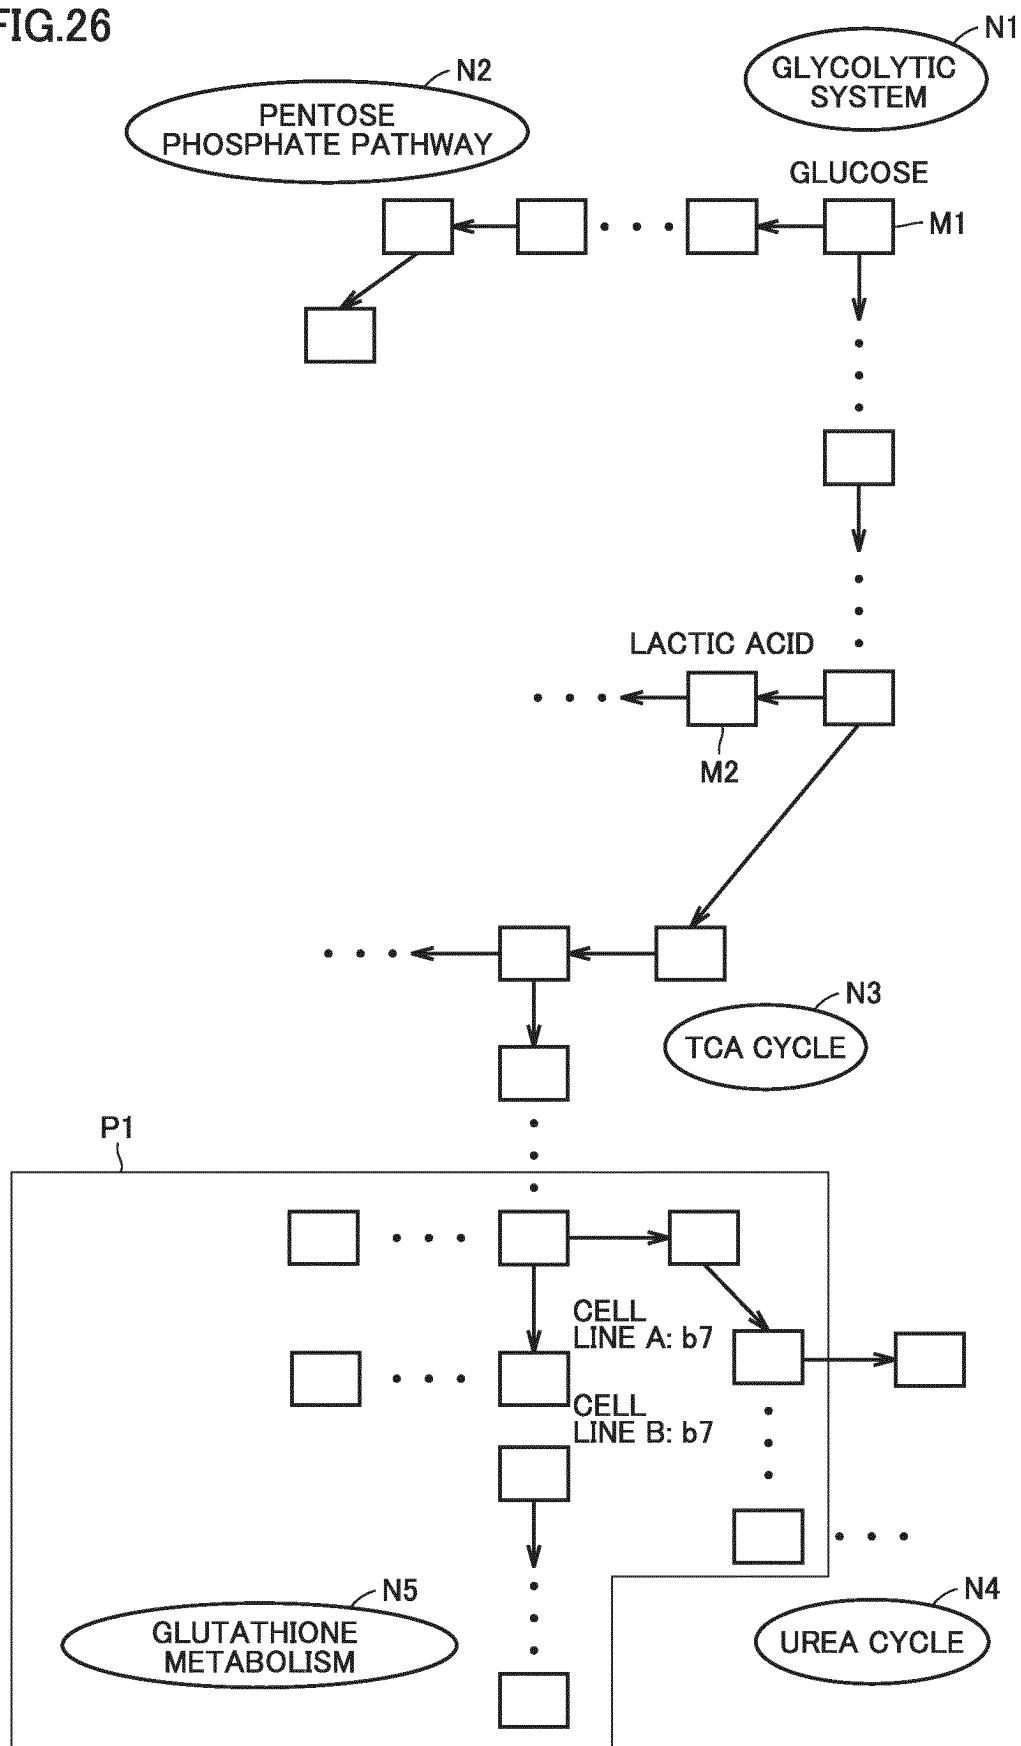 FIG.26
N1
GLYCOLYTIC
SYSTEM
N2
PENTOSE
PHOSPHATE PATHWAY
GLUCOSE
M1
LACTIC ACID
M2
N3
TCA CYCLE
P1
CELL
LINE A: b7
CELL
LINE B: b7
N5
GLUTATHIONE
METABOLISM
N4
UREA CYCLE